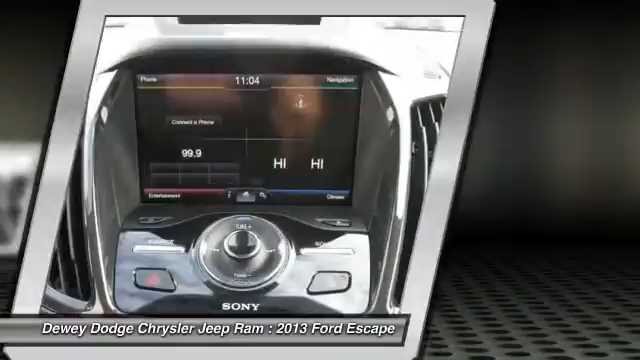 Phone 11:04 Navigation
Connect a Phone
99.9
HI HI
Entertainment Climate
SOURCE
SONY
Dewey Dodge Chrysler Jeep Ram : 2013 Ford Escape